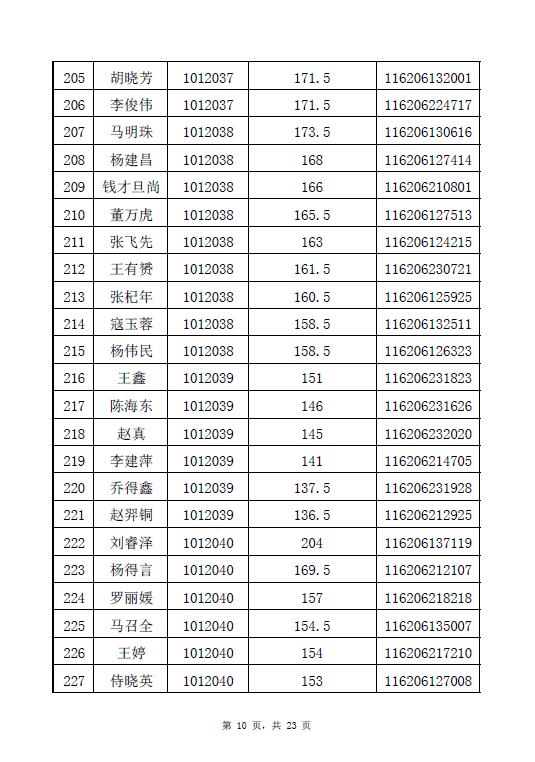 205 胡晓芳 1012037 171.5 116206132001
206 李俊伟 1012037 171.5 116206224717
207 马明珠 1012038 173.5 116206130616
208 杨建昌 1012038 168 116206127414
209 钱才旦尚 1012038 166 116206210801
210 董万虎 1012038 165.5 116206127513
211 张飞先 1012038 163 116206124215
212 王有赟 1012038 161.5 116206230721
213 张杞年 1012038 160.5 116206125925
214 寇玉蓉 1012038 158.5 116206132511
215 杨伟民 1012038 158.5 116206126323
216 王鑫 1012039 151 116206231823
217 陈海东 1012039 146 116206231626
218 赵真 1012039 145 116206232020
219 李建萍 1012039 141 116206214705
220 乔得鑫 1012039 137.5 116206231928
221 赵羿铜 1012039 136.5 116206212925
222 刘睿泽 1012040 204 116206137119
223 杨得言 1012040 169.5 116206212107
224 罗丽媛 1012040 157 116206218218
225 马召全 1012040 154.5 116206135007
226 王婷 1012040 154 116206217210
227 侍晓英 1012040 153 116206127008
第 10 页，共 23 页